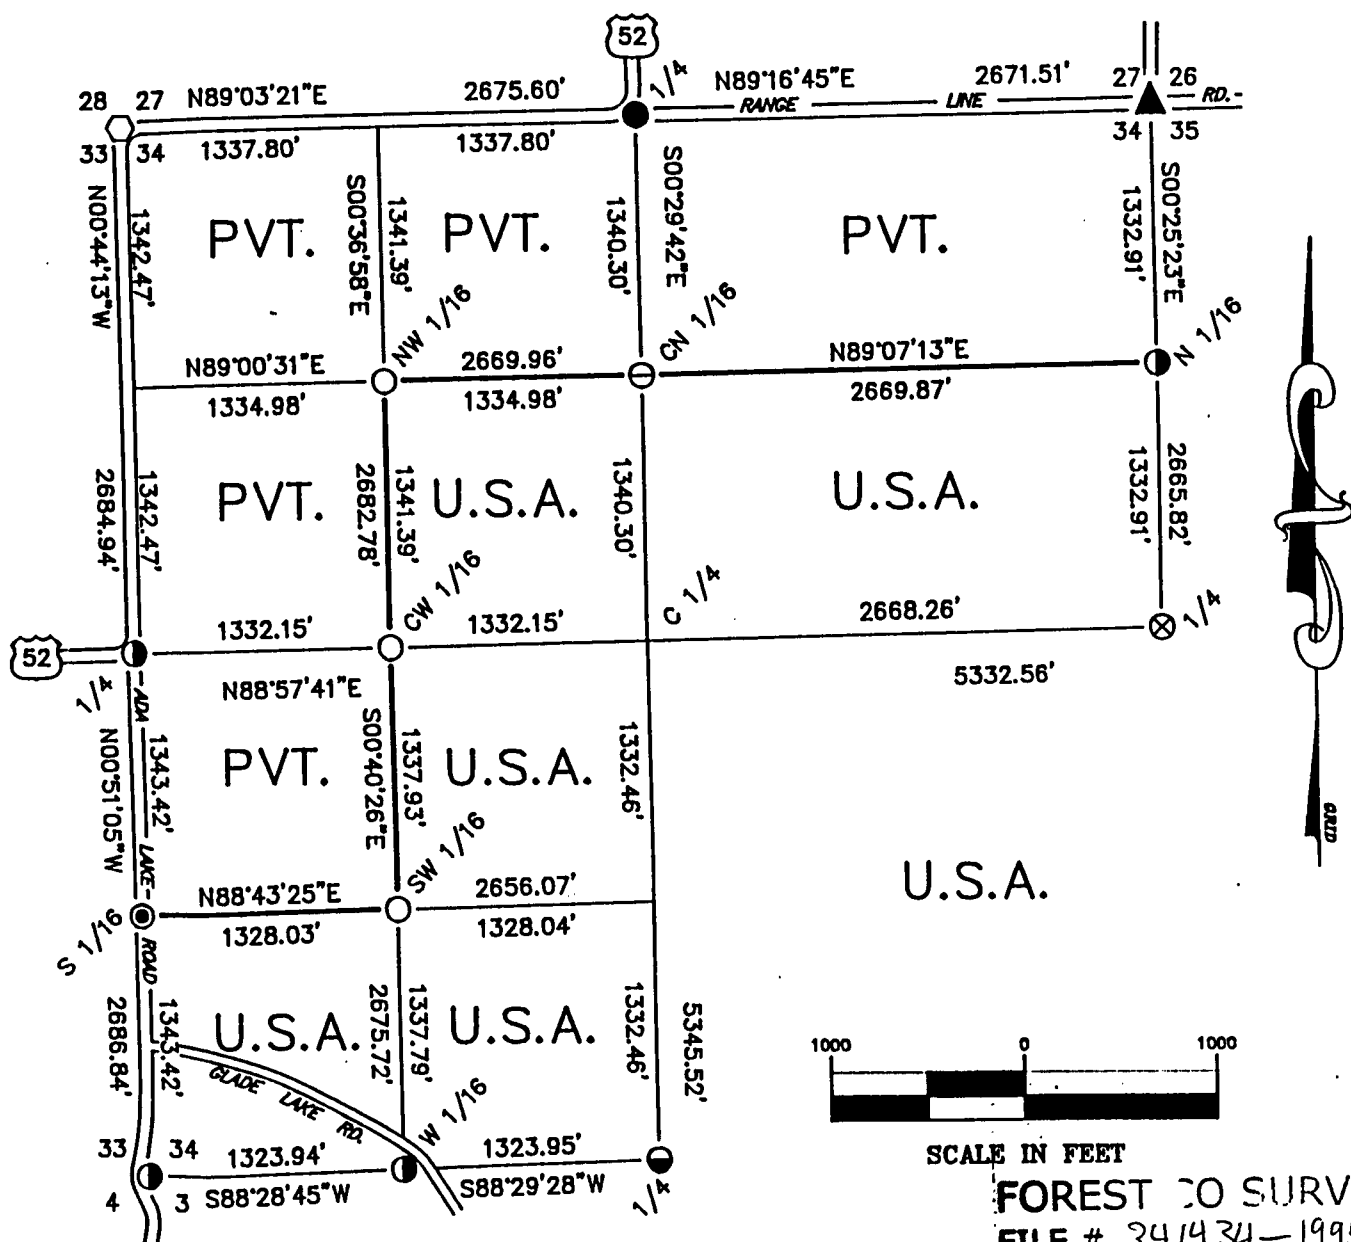 52
1/4
28 27
N89°03'21"E
2675.60'
N89°16'45"E
2671.51'
27 26
RANGE LINE RD.
33 34
1337.80'
1337.80'
34 35
N00°44'13"W
1342.47'
PVT.
S00°36'58"E
1341.39'
PVT.
1340.30'
S00°29'42"E
PVT.
1332.91'
S00°25'23"E
NW 1/16
CN 1/16
N 1/16
N89°00'31"E
2669.96'
N89°07'13"E
1334.98'
1334.98'
2669.87'
2684.94'
1342.47'
PVT.
2682.78'
1341.39'
U.S.A.
1340.30'
U.S.A.
1332.91'
2665.82'
CW 1/16
C 1/4
1/4
1332.15'
1332.15'
2668.26'
52
1/4
N88°57'41"E
5332.56'
ADA LAKE ROAD
N00°51'05"W
1343.42'
PVT.
S00°40'26"E
1337.93'
U.S.A.
1332.46'
U.S.A.
SW 1/16
S 1/16
N88°43'25"E
2656.07'
1328.03'
1328.04'
2686.84'
1343.42'
U.S.A.
2675.72'
1337.79'
U.S.A.
1332.46'
5345.52'
GLADE LAKE RD.
W 1/16
33 34
1323.94'
1323.95'
4 3
S88°28'45"W
S88°29'28"W
1/4
GRID
1000 0 1000
SCALE IN FEET
FOREST CO SURV
FILE #